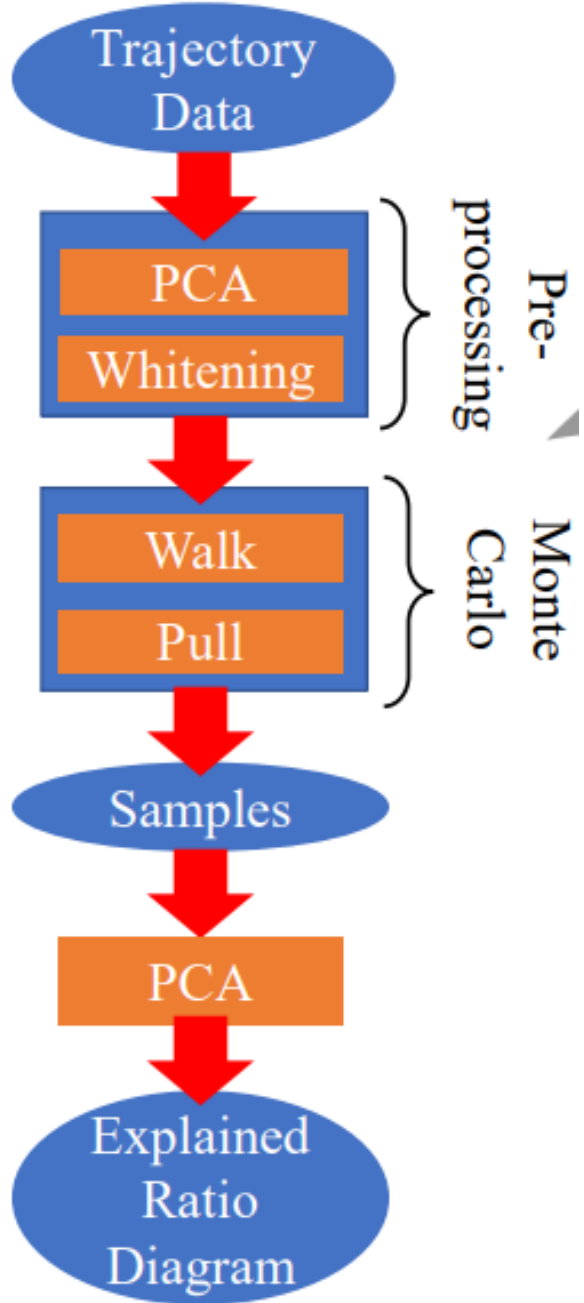 Trajectory
Data
PCA
Whitening
Pre-
processing
Walk
Pull
Monte
Carlo
Samples
PCA
Explained
Ratio
Diagram